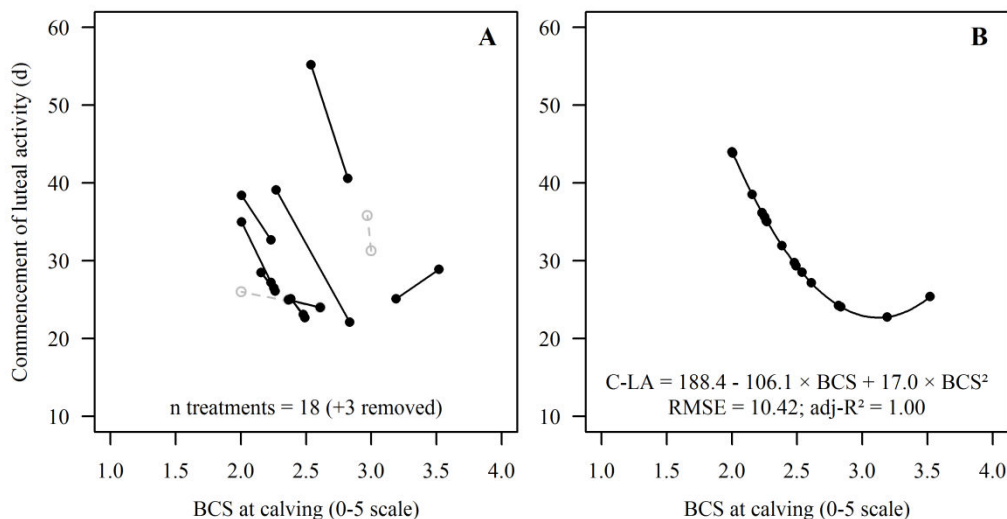 A
60
50
40
30
20
10
Commencement of luteal activity (d)
n treatments = 18 (+3 removed)
1.0 1.5 2.0 2.5 3.0 3.5 4.0
BCS at calving (0-5 scale)
B
60
50
40
30
20
10
C-LA = 188.4 - 106.1 × BCS + 17.0 × BCS²
RMSE = 10.42; adj-R² = 1.00
1.0 1.5 2.0 2.5 3.0 3.5 4.0
BCS at calving (0-5 scale)